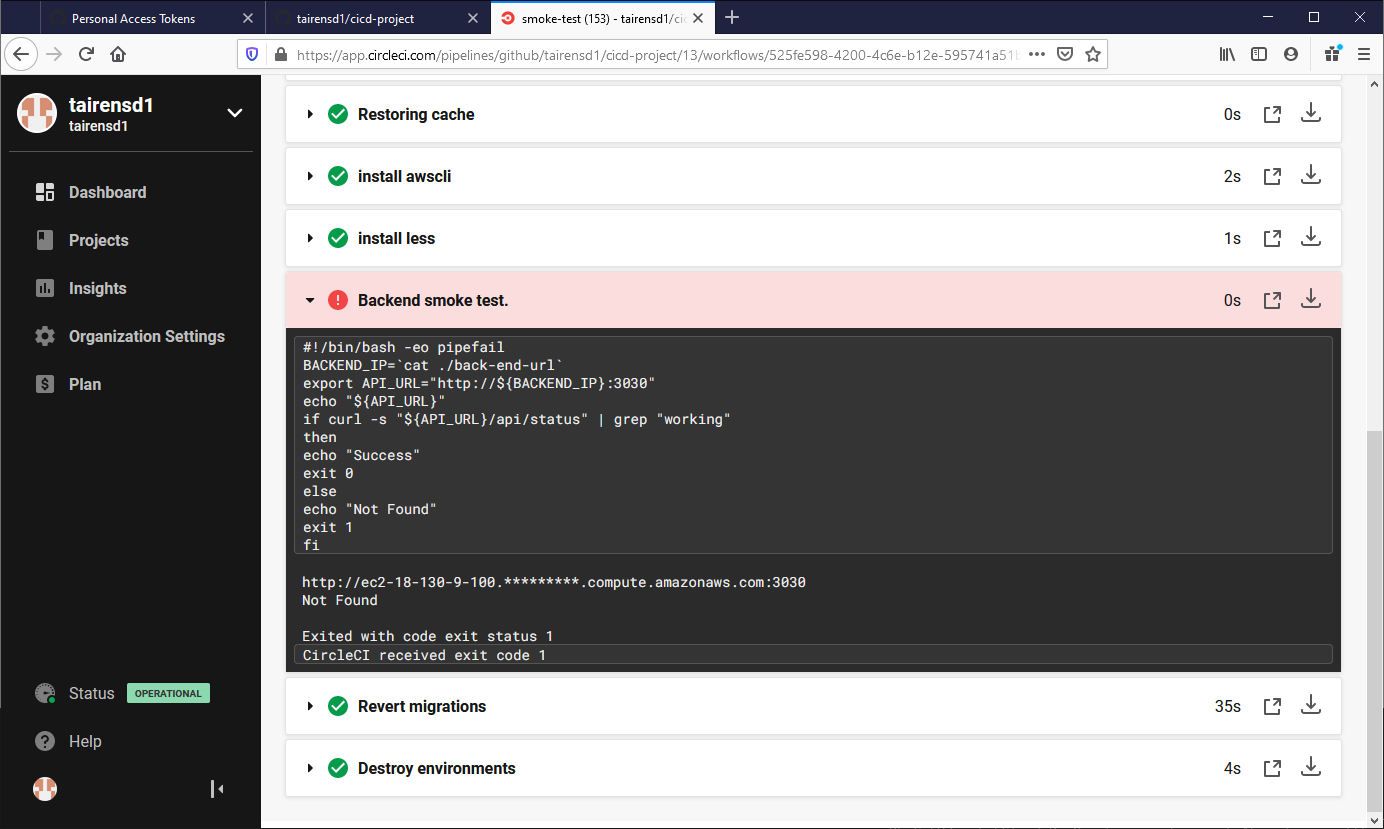 Personal Access Tokens
tairensd1/cicd-project
smoke-test (153) - tairensd1/cic
https://app.circleci.com/pipelines/github/tairensd1/cicd-project/13/workflows/525fe598-4200-4c6e-b12e-595741a51b
tairensd1
tairensd1
Dashboard
Projects
Insights
Organization Settings
Plan
Status OPERATIONAL
Help
Restoring cache 0s
install awscli 2s
install less 1s
Backend smoke test. 0s
#!/bin/bash -eo pipefail
BACKEND_IP=`cat ./back-end-url`
export API_URL="http://${BACKEND_IP}:3030"
echo "${API_URL}"
if curl -s "${API_URL}/api/status" | grep "working"
then
echo "Success"
exit 0
else
echo "Not Found"
exit 1
fi
http://ec2-18-130-9-100.*********.compute.amazonaws.com:3030
Not Found
Exited with code exit status 1
CircleCI received exit code 1
Revert migrations 35s
Destroy environments 4s